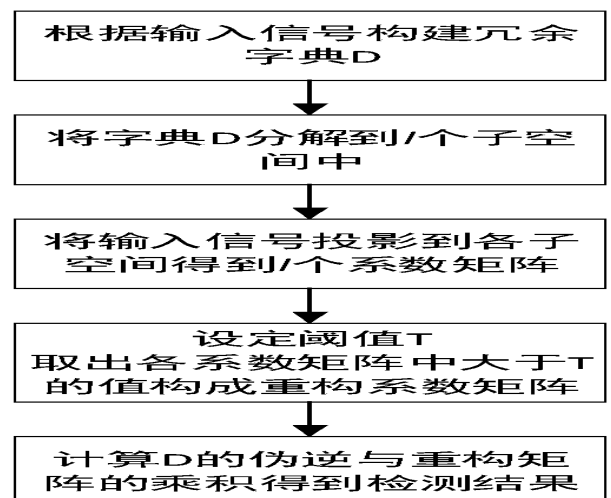 根据输入信号构建冗余
字典D
将字典D分解到l个子空
间中
将输入信号投影到各子
空间得到l个系数矩阵
设定阈值T
取出各系数矩阵中大于T
的值构成重构系数矩阵
计算D的伪逆与重构矩
阵的乘积得到检测结果